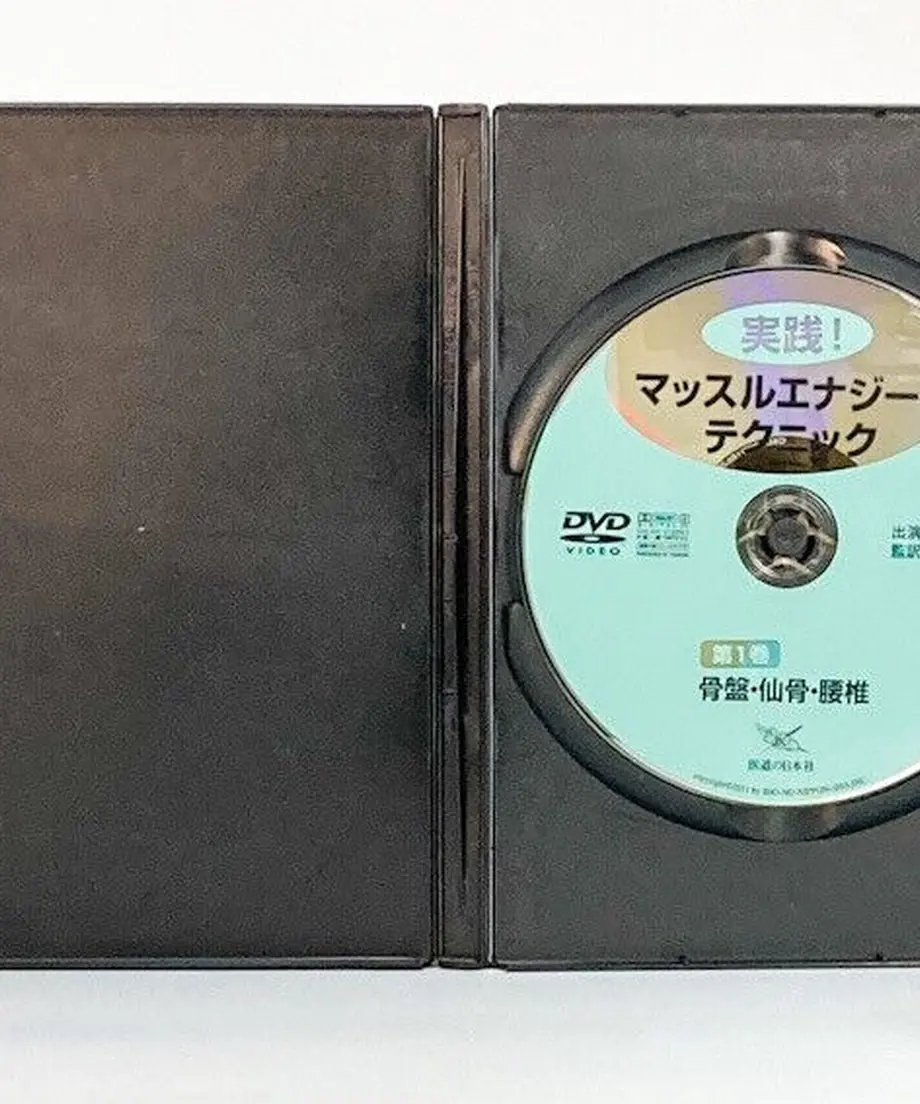 実践！
マッスルエナジー
テクニック
DVD
VIDEO
出演
監訳
第1巻
骨盤・仙骨・腰椎
医道の日本社